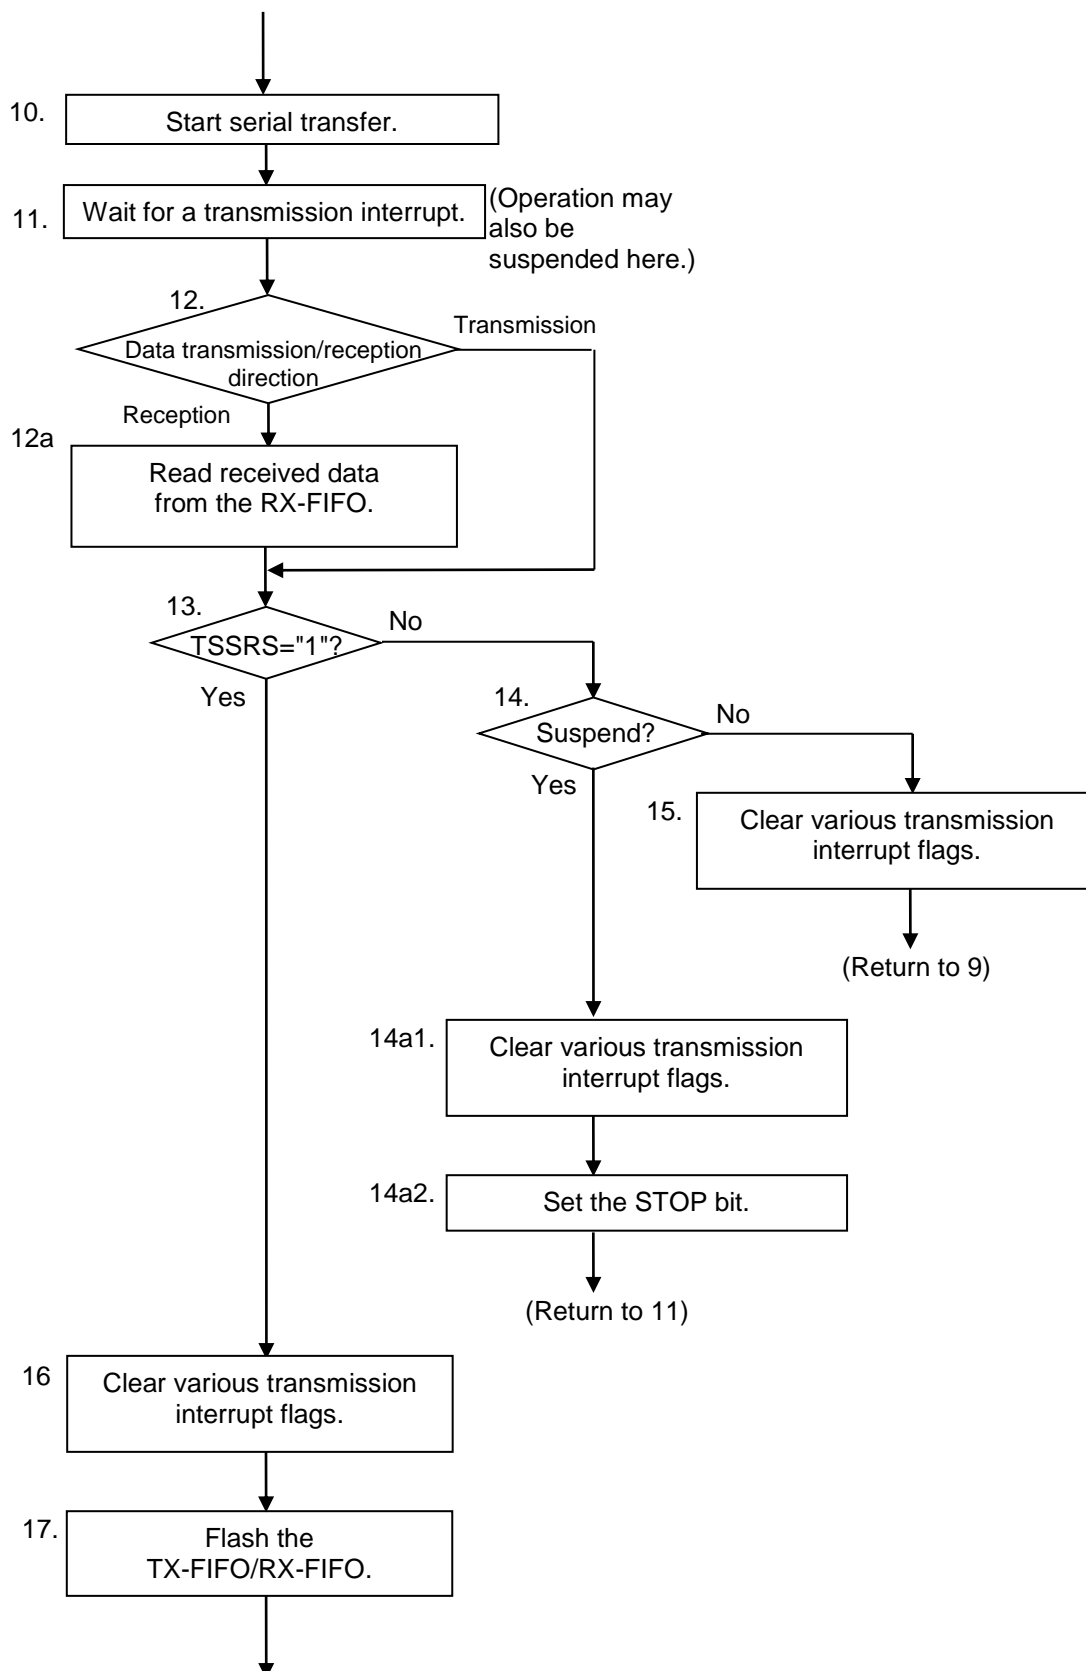 10.
Start serial transfer.
11.
Wait for a transmission interrupt.
(Operation may
also be
suspended here.)
12.
Transmission
Data transmission/reception
direction
Reception
12a
Read received data
from the RX-FIFO.
13.
TSSRS="1"?
No
Yes
14.
Suspend?
No
Yes
15.
Clear various transmission
interrupt flags.
(Return to 9)
14a1.
Clear various transmission
interrupt flags.
14a2.
Set the STOP bit.
(Return to 11)
16
Clear various transmission
interrupt flags.
17.
Flash the
TX-FIFO/RX-FIFO.